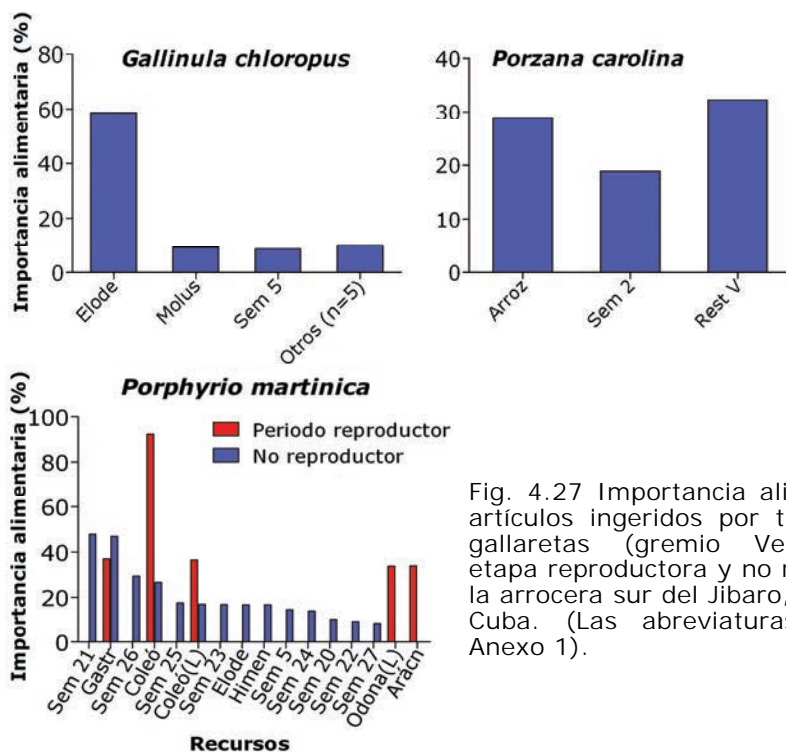 Gallinula chloropus
Importancia alimentaria (%)
80
60
40
20
0
Elode
Molus
Sem 5
Otros (n=5)
Porzana carolina
40
30
20
10
0
Arroz
Sem 2
Rest V
Porphyrio martinica
Importancia alimentaria (%)
100
80
60
40
20
0
Periodo reproductor
No reproductor
Sem 21
Gastr
Sem 26
Coleó
Sem 25
Coleó(L)
Sem 23
Elode
Himen
Sem 5
Sem 24
Sem 20
Sem 22
Sem 27
Odona(L)
Arácn
Recursos
Fig. 4.27 Importancia ali
artículos ingeridos por t
gallaretas (gremio Ve
etapa reproductora y no r
la arrocera sur del Jibaro,
Cuba. (Las abreviaturas
Anexo 1).